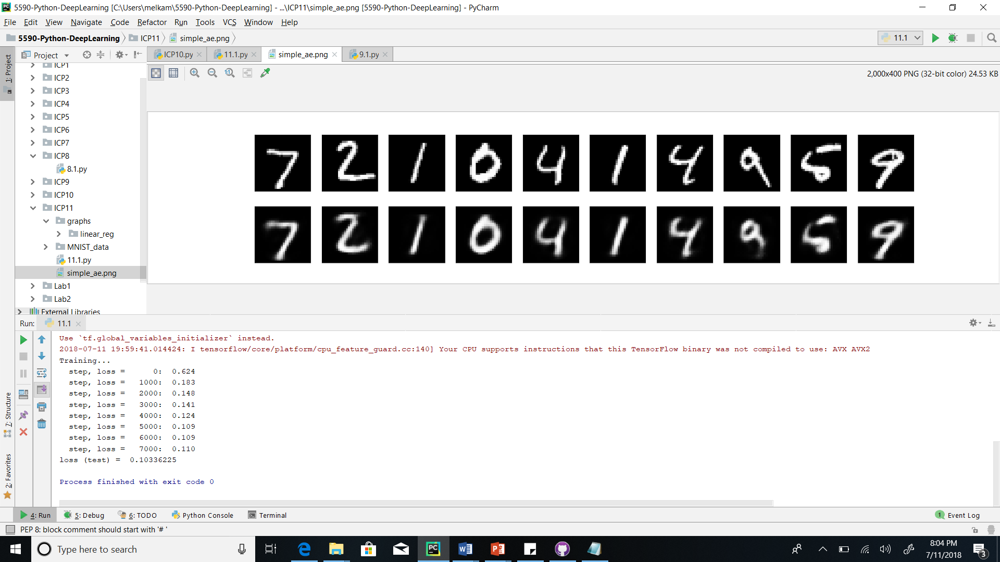 5590-Python-DeepLearning [C:\Users\melkam\5590-Python-DeepLearning] - ...\ICP11\simple_ae.png [5590-Python-DeepLearning] - PyCharm
File Edit View Navigate Code Refactor Run Tools VCS Window Help
5590-Python-DeepLearning ICP11 simple_ae.png
11.1
Project
ICP10.py 11.1.py simple_ae.png 9.1.py
1: Project
2,000x400 PNG (32-bit color) 24.53 KB
ICP1
ICP2
ICP3
ICP4
ICP5
ICP6
ICP7
ICP8
8.1.py
ICP9
ICP10
ICP11
graphs
linear_reg
MNIST_data
11.1.py
simple_ae.png
Lab1
Lab2
External Libraries
7 2 1 0 4 1 4 9 5 9
7 2 1 0 4 1 4 9 5 9
Run: 11.1
Use `tf.global_variables_initializer` instead.
2018-07-11 19:59:41.014424: I tensorflow/core/platform/cpu_feature_guard.cc:140] Your CPU supports instructions that this TensorFlow binary was not compiled to use: AVX AVX2
Training...
step, loss = 0: 0.624
step, loss = 1000: 0.183
step, loss = 2000: 0.148
step, loss = 3000: 0.141
step, loss = 4000: 0.124
step, loss = 5000: 0.109
step, loss = 6000: 0.109
step, loss = 7000: 0.110
loss (test) = 0.10336225
Process finished with exit code 0
7: Structure
2: Favorites
4: Run 5: Debug 6: TODO Python Console Terminal
1 Event Log
PEP 8: block comment should start with '# '
Type here to search
8:04 PM
7/11/2018
3